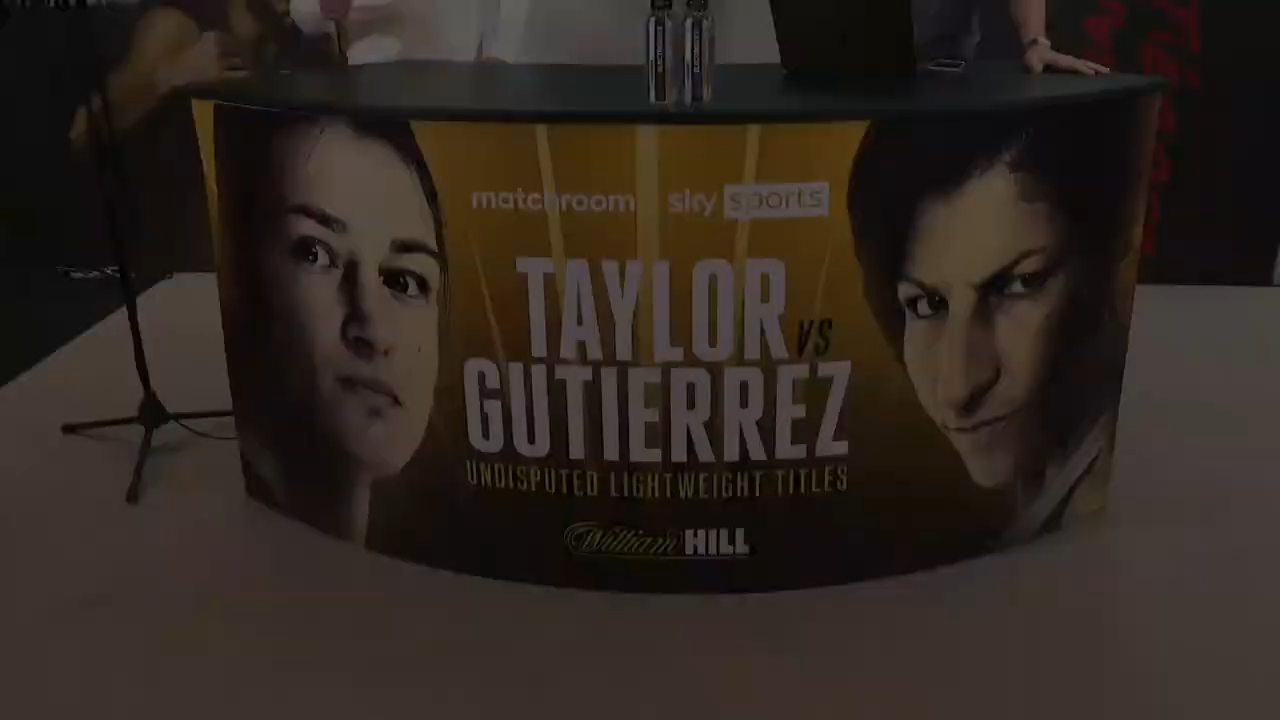 matchroom sky sports
TAYLOR
VS
GUTIERREZ
UNDISPUTED LIGHTWEIGHT TITLES
William HILL